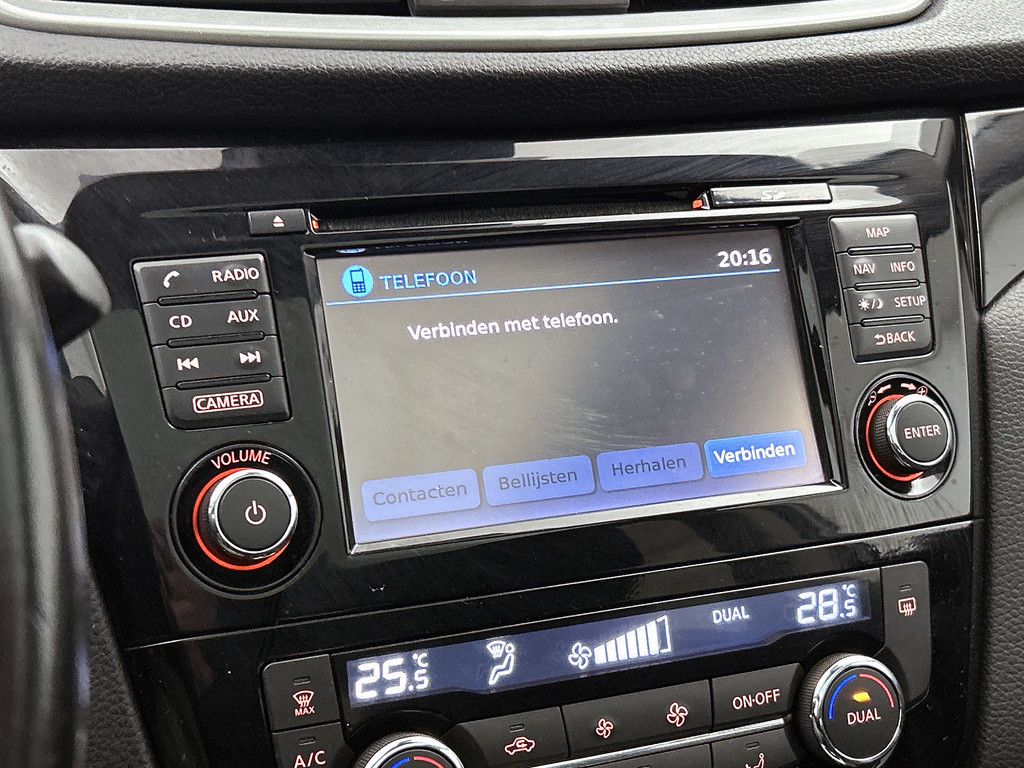 SD
20:16
TELEFOON
Verbinden met telefoon.
Contacten
Bellijsten
Herhalen
Verbinden
RADIO
CD AUX
CAMERA
VOLUME
MAP
NAV INFO
SETUP
BACK
ENTER
25.5°C
DUAL
28.5°C
MAX
A/C
ON·OFF
DUAL